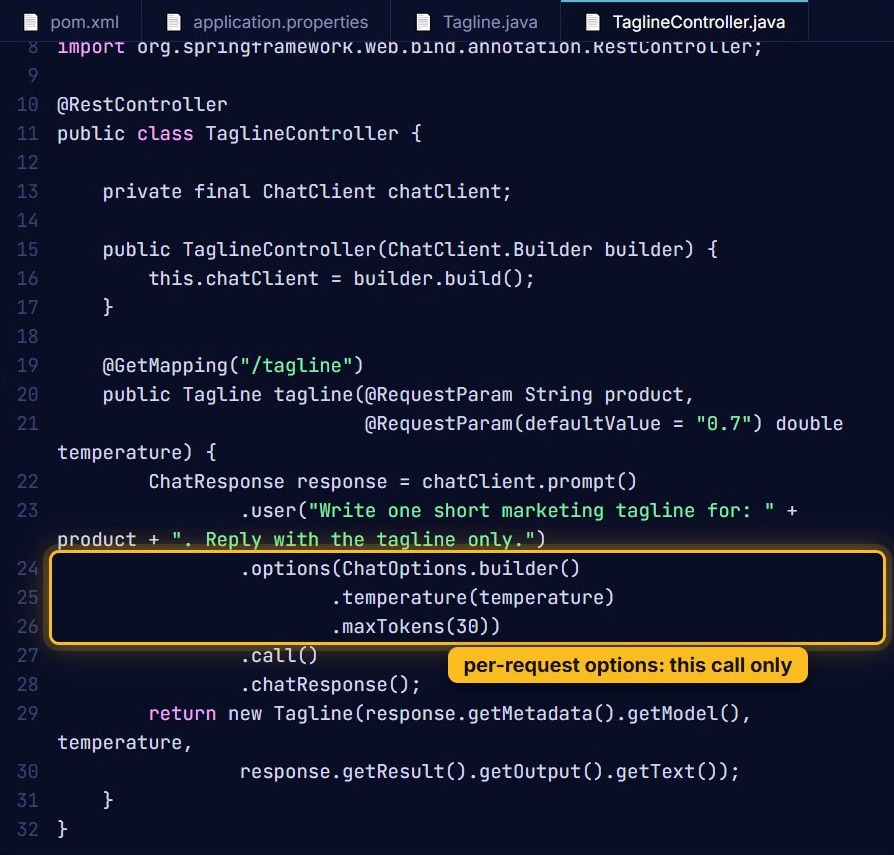 pom.xml
application.properties
Tagline.java
TaglineController.java
8 import org.springframework.web.bind.annotation.RestController;
9
10 @RestController
11 public class TaglineController {
12
13     private final ChatClient chatClient;
14
15     public TaglineController(ChatClient.Builder builder) {
16         this.chatClient = builder.build();
17     }
18
19     @GetMapping("/tagline")
20     public Tagline tagline(@RequestParam String product,
21                            @RequestParam(defaultValue = "0.7") double
temperature) {
22         ChatResponse response = chatClient.prompt()
23                 .user("Write one short marketing tagline for: " +
product + ". Reply with the tagline only.")
24                 .options(ChatOptions.builder()
25                         .temperature(temperature)
26                         .maxTokens(30))
27                 .call()
per-request options: this call only
28                 .chatResponse();
29         return new Tagline(response.getMetadata().getModel(),
temperature,
30                 response.getResult().getOutput().getText());
31     }
32 }